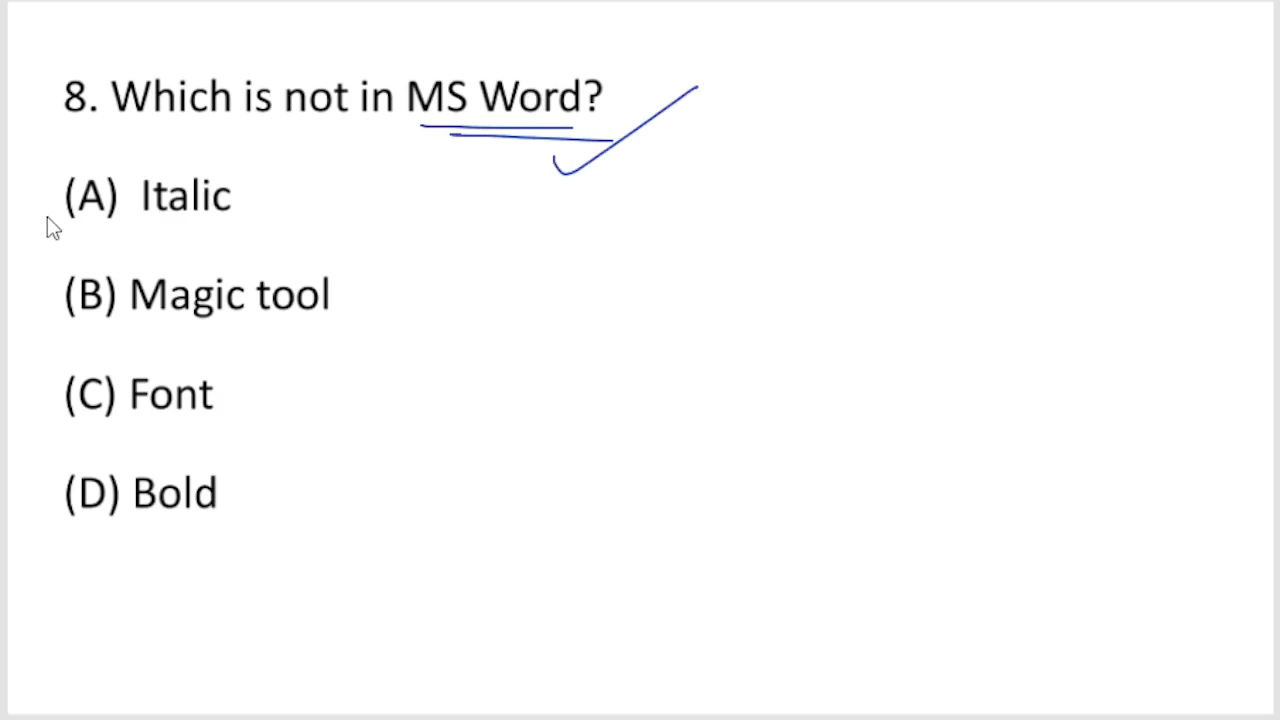 8. Which is not in MS Word?
(A) Italic
(B) Magic tool
(C) Font
(D) Bold